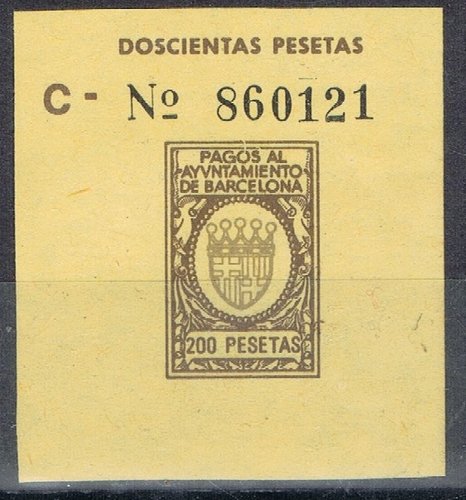 DOSCIENTAS PESETAS
C - Nº 860121
PAGOS AL
AYVNTAMIENTO
DE BARCELONA
200 PESETAS